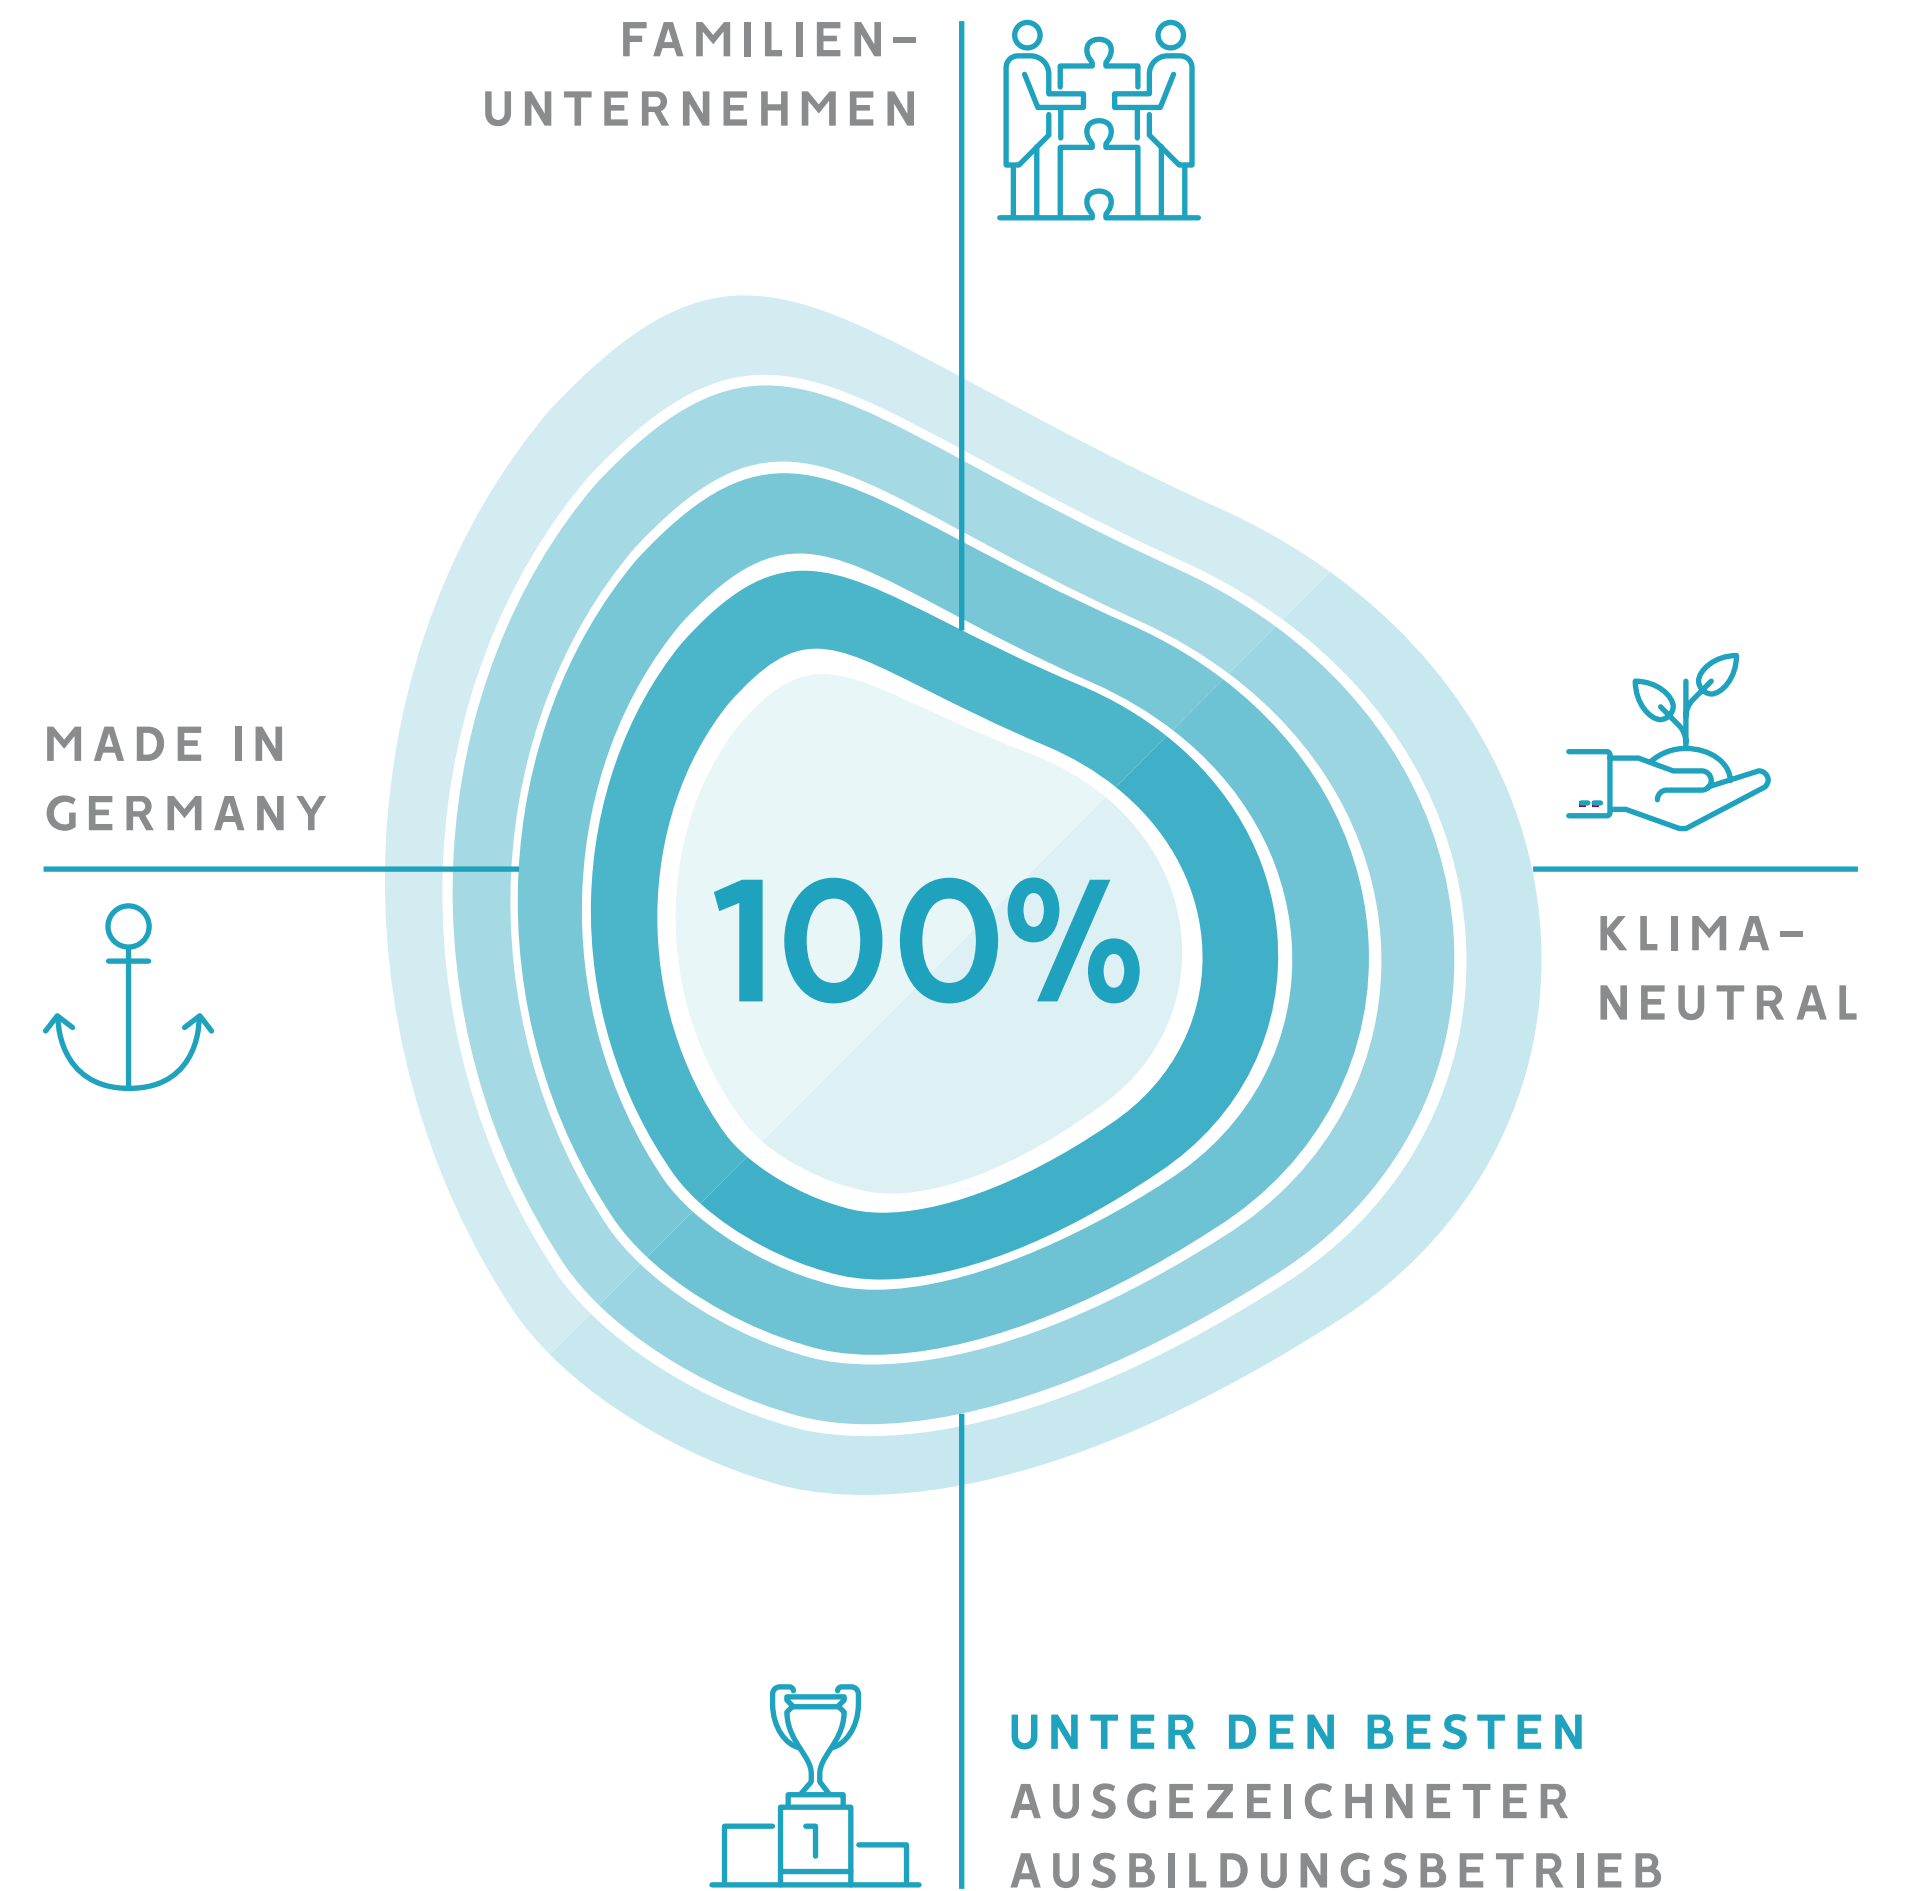 FAMILIEN–
UNTERNEHMEN
MADE IN
GERMANY
100%
KLIMA–
NEUTRAL
1
UNTER DEN BESTEN
AUSGEZEICHNETER
AUSBILDUNGSBETRIEB